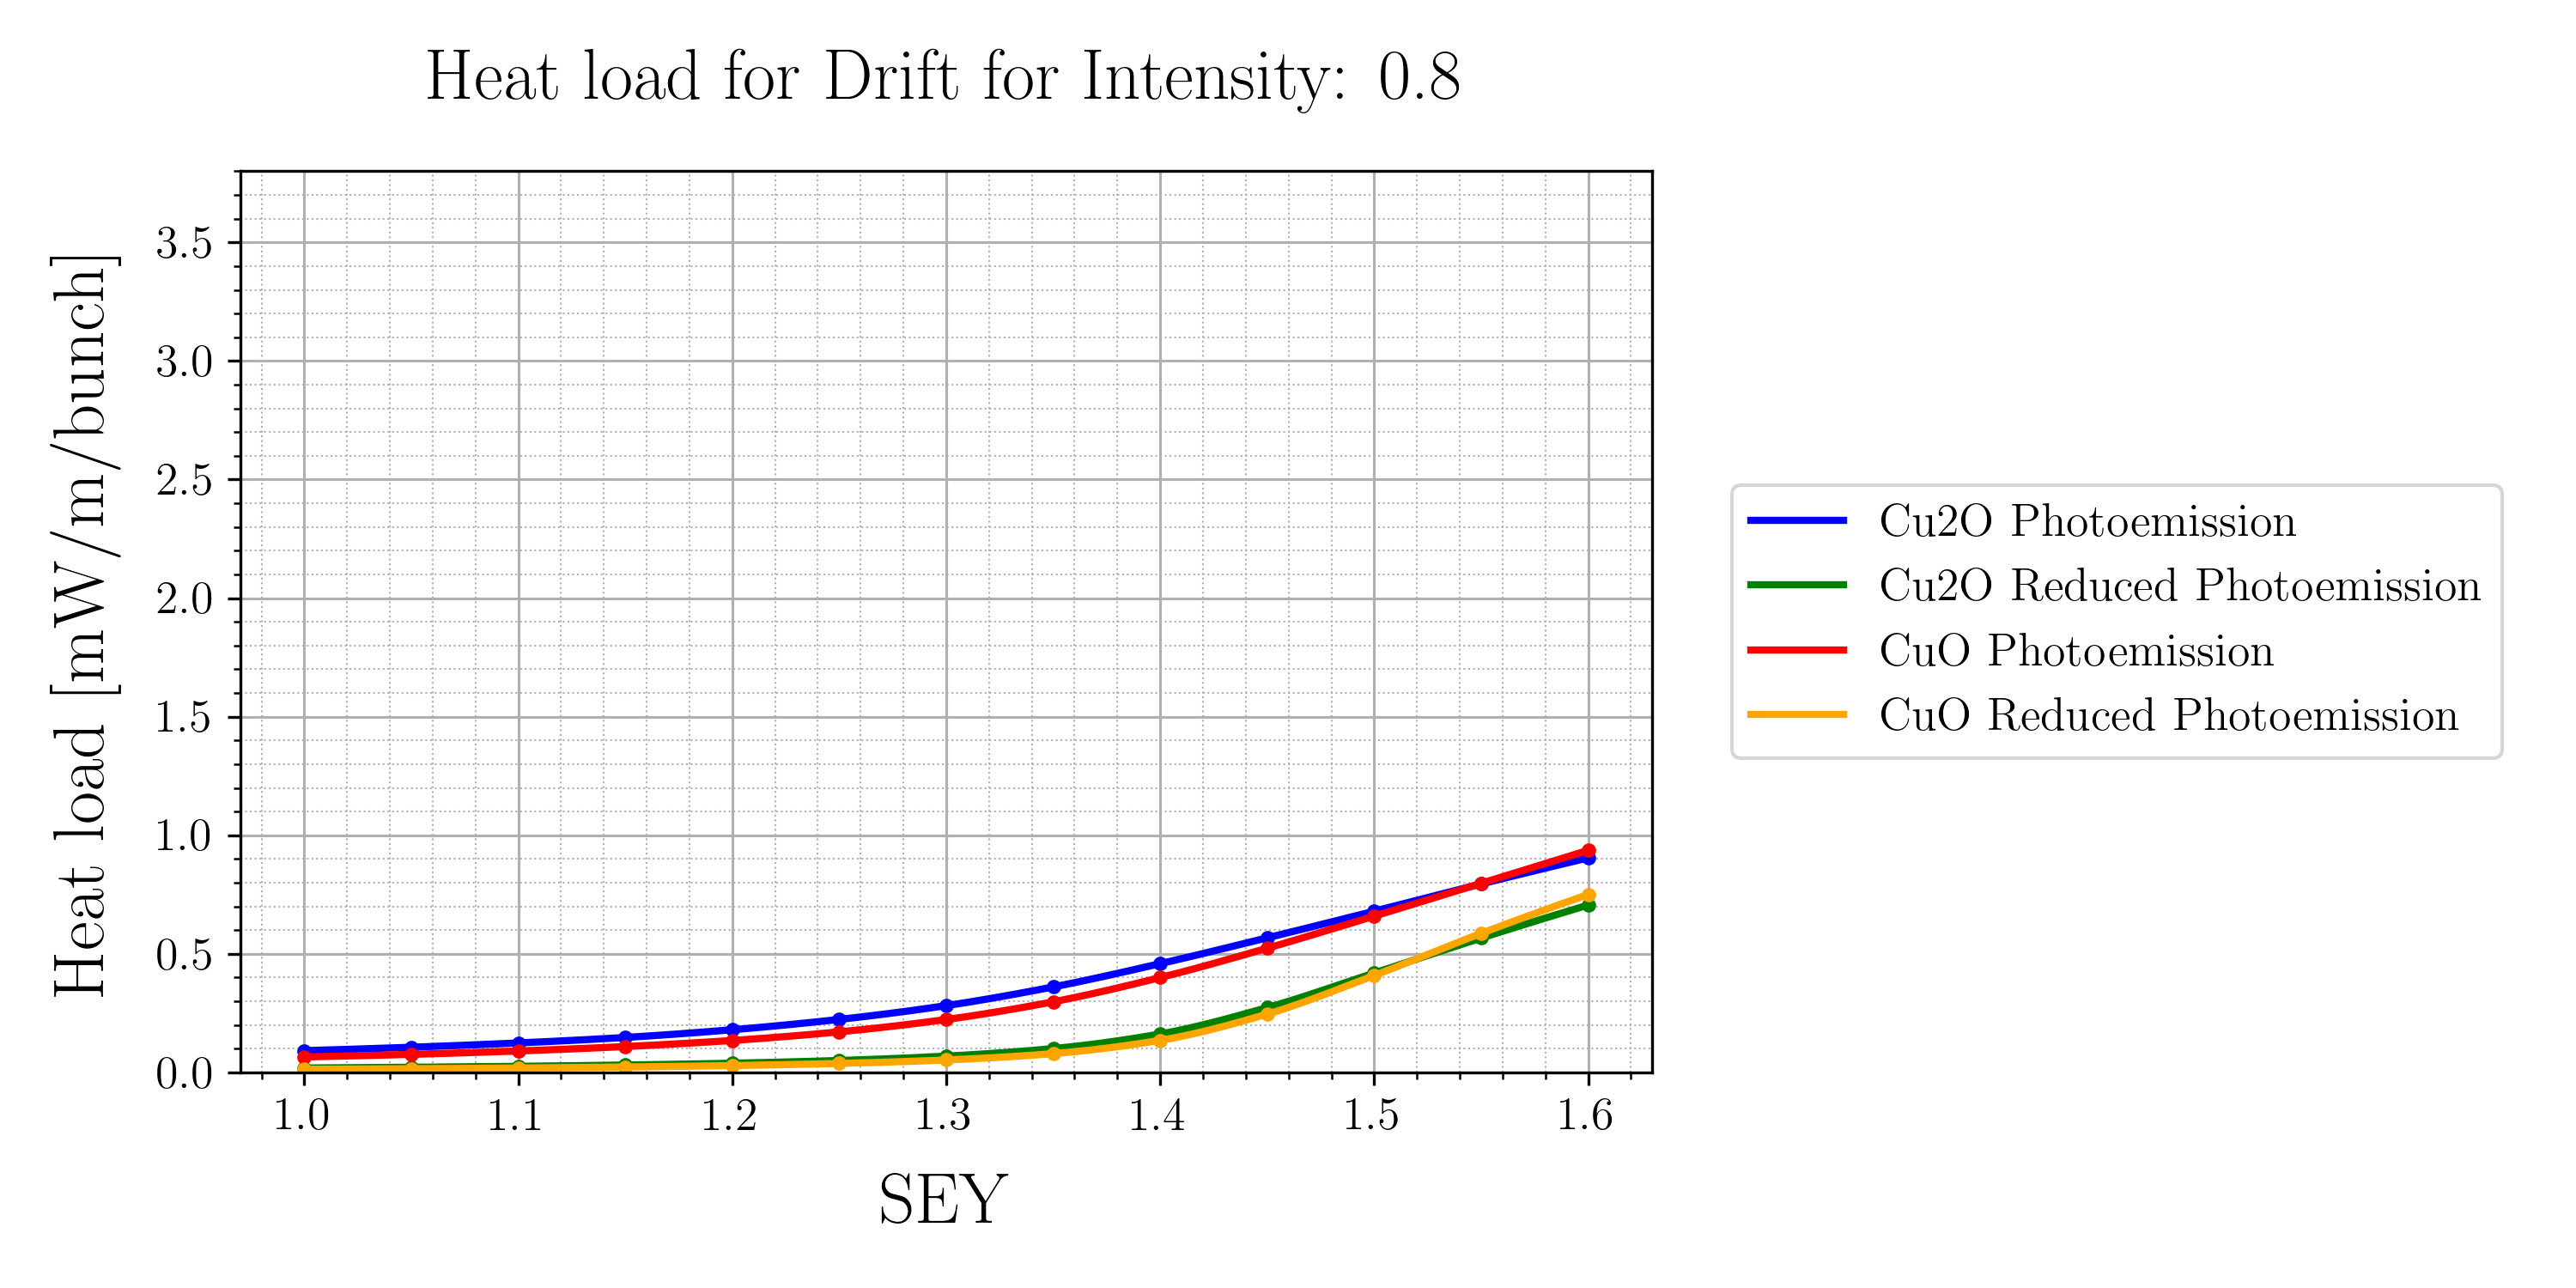 Heat load for Drift for Intensity: 0.8
Heat load [mW/m/bunch]
3.5
3.0
2.5
2.0
1.5
1.0
0.5
0.0
1.0 1.1 1.2 1.3 1.4 1.5 1.6
SEY
Cu2O Photoemission
Cu2O Reduced Photoemission
CuO Photoemission
CuO Reduced Photoemission